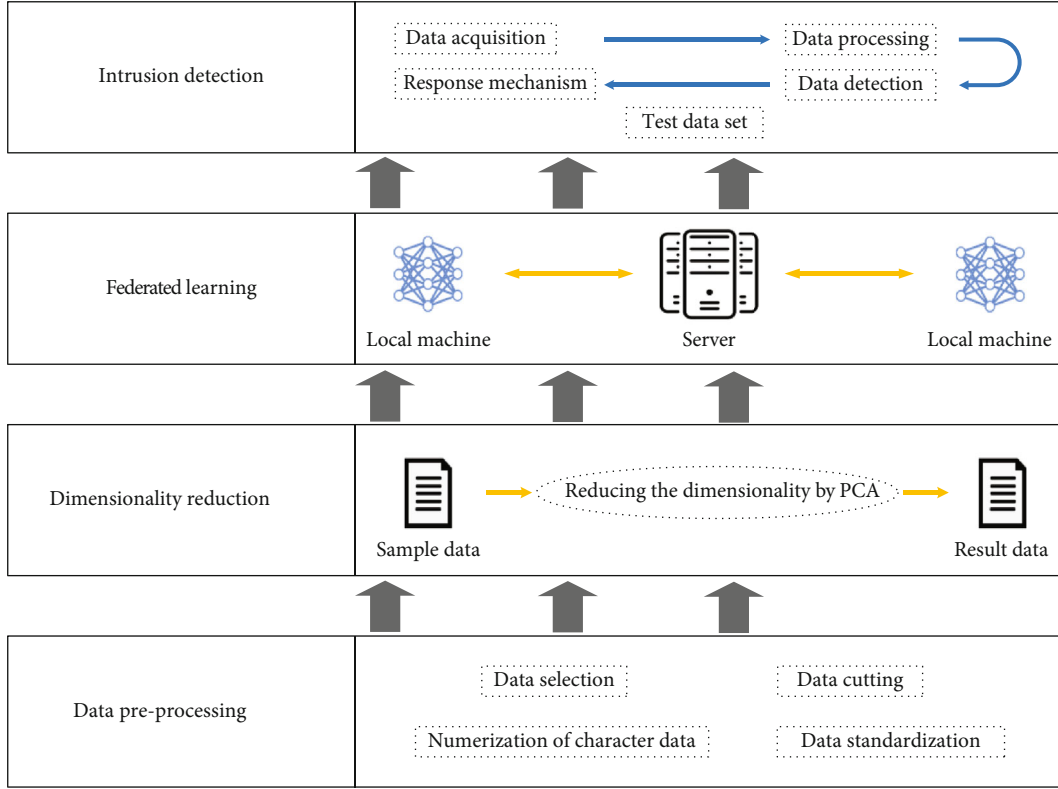 Intrusion detection
Data acquisition
Data processing
Response mechanism
Data detection
Test data set
Federated learning
Local machine
Server
Local machine
Dimensionality reduction
Reducing the dimensionality by PCA
Sample data
Result data
Data pre-processing
Data selection
Data cutting
Numerization of character data
Data standardization